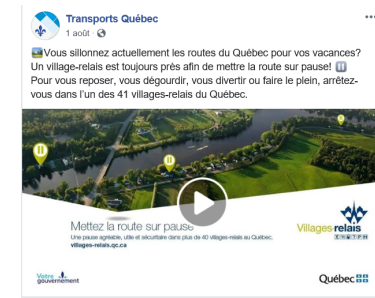 Transports Québec
1 août
Vous sillonnez actuellement les routes du Québec pour vos vacances?
Un village-relais est toujours près afin de mettre la route sur pause!
Pour vous reposer, vous dégourdir, vous divertir ou faire le plein, arrêtez-
vous dans l'un des 41 villages-relais du Québec.
Mettez la route sur pause
Une pause agréable, utile et sécuritaire dans plus de 40 villages-relais au Québec.
villages-relais.qc.ca
Villages-relais
Votre
gouvernement
Québec